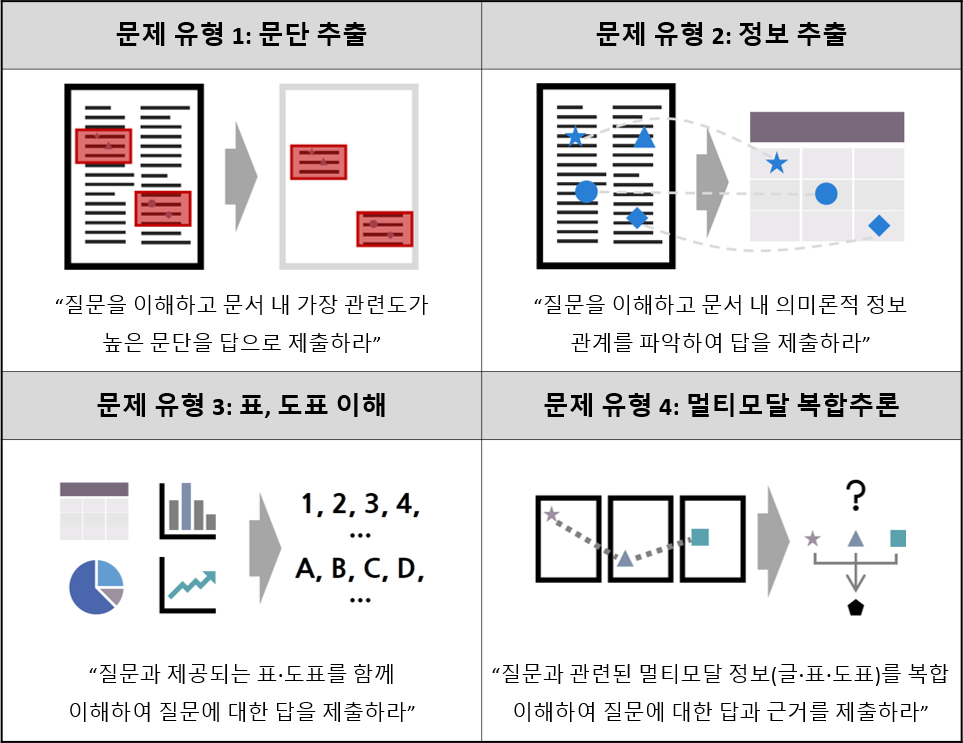 문제 유형 1: 문단 추출
문제 유형 2: 정보 추출
“질문을 이해하고 문서 내 가장 관련도가
높은 문단을 답으로 제출하라”
“질문을 이해하고 문서 내 의미론적 정보
관계를 파악하여 답을 제출하라”
문제 유형 3: 표, 도표 이해
문제 유형 4: 멀티모달 복합추론
1, 2, 3, 4,
...
A, B, C, D,
...
?
“질문과 제공되는 표·도표를 함께
이해하여 질문에 대한 답을 제출하라”
“질문과 관련된 멀티모달 정보(글·표·도표)를 복합
이해하여 질문에 대한 답과 근거를 제출하라”